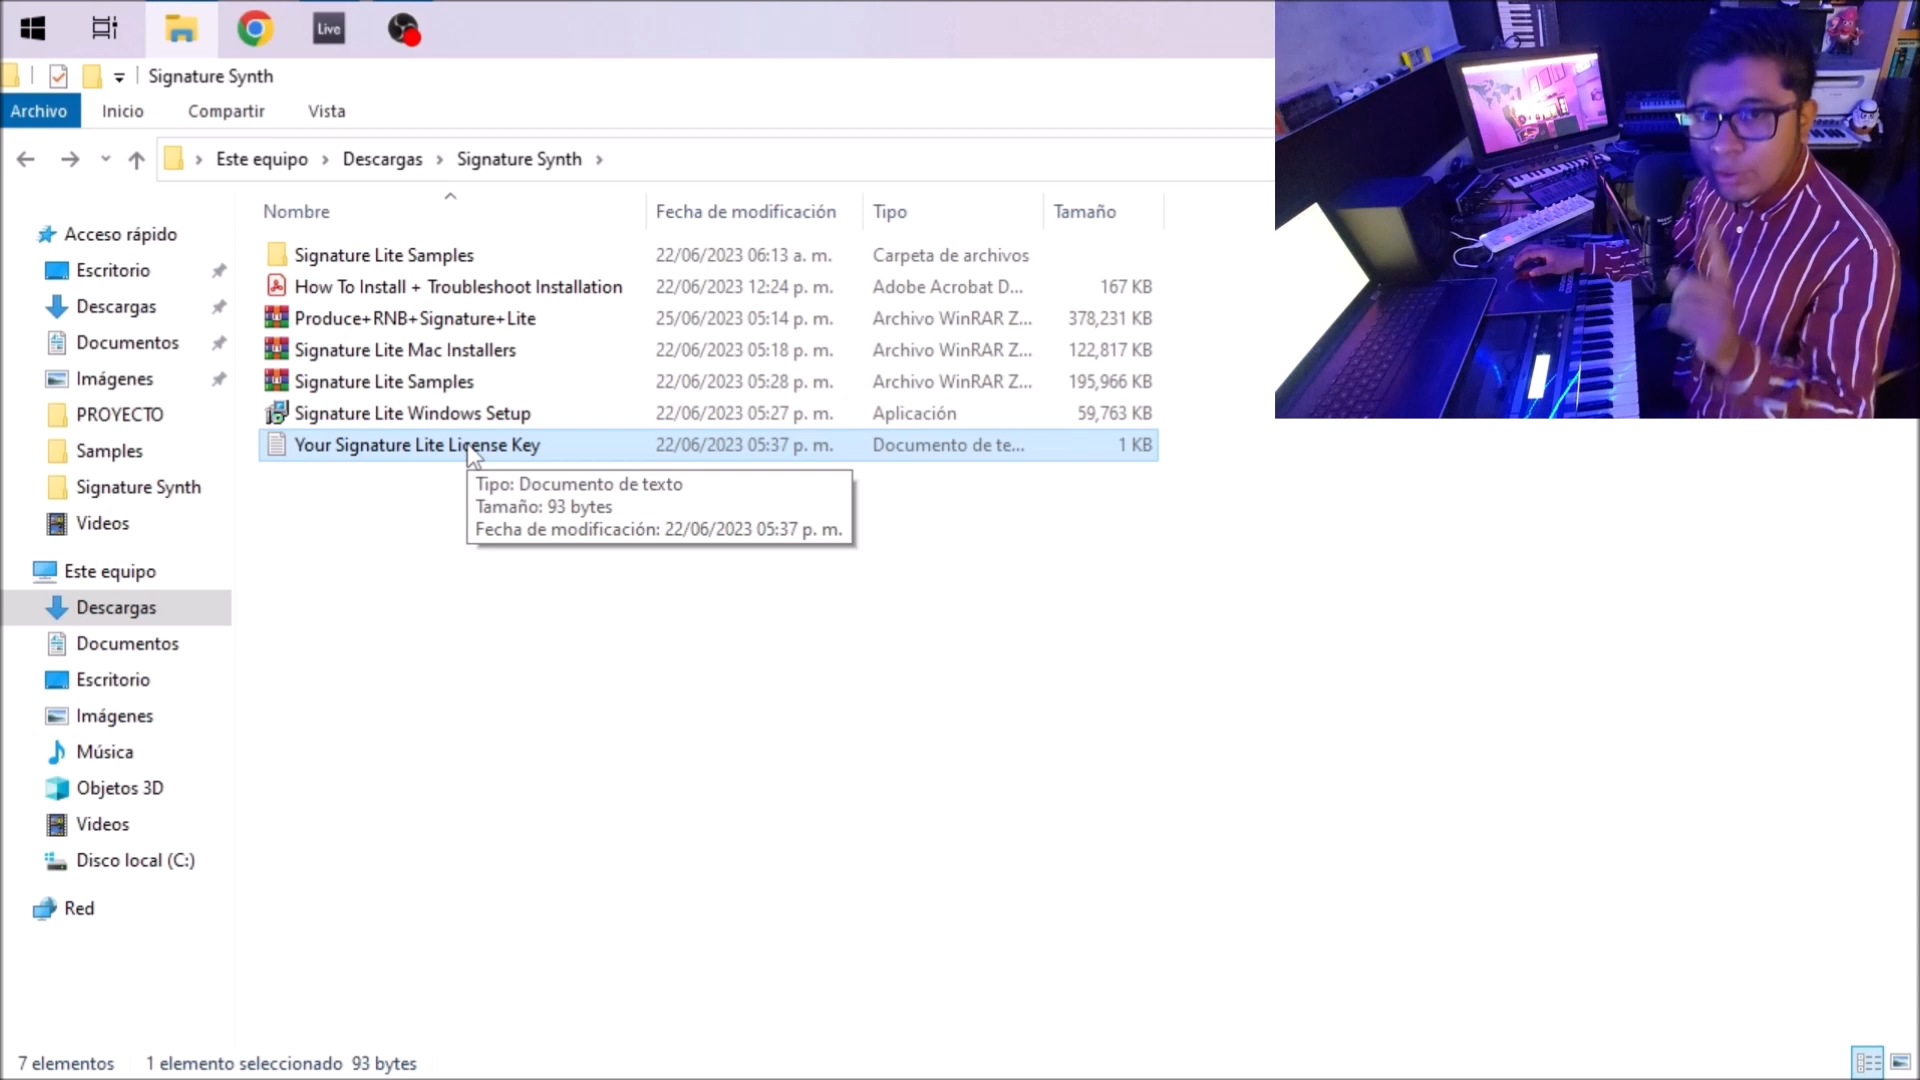 Live
Signature Synth
Archivo Inicio Compartir Vista
Este equipo Descargas Signature Synth
Nombre Fecha de modificación Tipo Tamaño
Signature Lite Samples 22/06/2023 06:13 a. m. Carpeta de archivos
How To Install + Troubleshoot Installation 22/06/2023 12:24 p. m. Adobe Acrobat D... 167 KB
Produce+RNB+Signature+Lite 25/06/2023 05:14 p. m. Archivo WinRAR Z... 378,231 KB
Signature Lite Mac Installers 22/06/2023 05:18 p. m. Archivo WinRAR Z... 122,817 KB
Signature Lite Samples 22/06/2023 05:28 p. m. Archivo WinRAR Z... 195,966 KB
Signature Lite Windows Setup 22/06/2023 05:27 p. m. Aplicación 59,763 KB
Your Signature Lite License Key 22/06/2023 05:37 p. m. Documento de te... 1 KB
Tipo: Documento de texto
Tamaño: 93 bytes
Fecha de modificación: 22/06/2023 05:37 p. m.
Acceso rápido
Escritorio
Descargas
Documentos
Imágenes
PROYECTO
Samples
Signature Synth
Videos
Este equipo
Descargas
Documentos
Escritorio
Imágenes
Música
Objetos 3D
Videos
Disco local (C:)
Red
7 elementos 1 elemento seleccionado 93 bytes